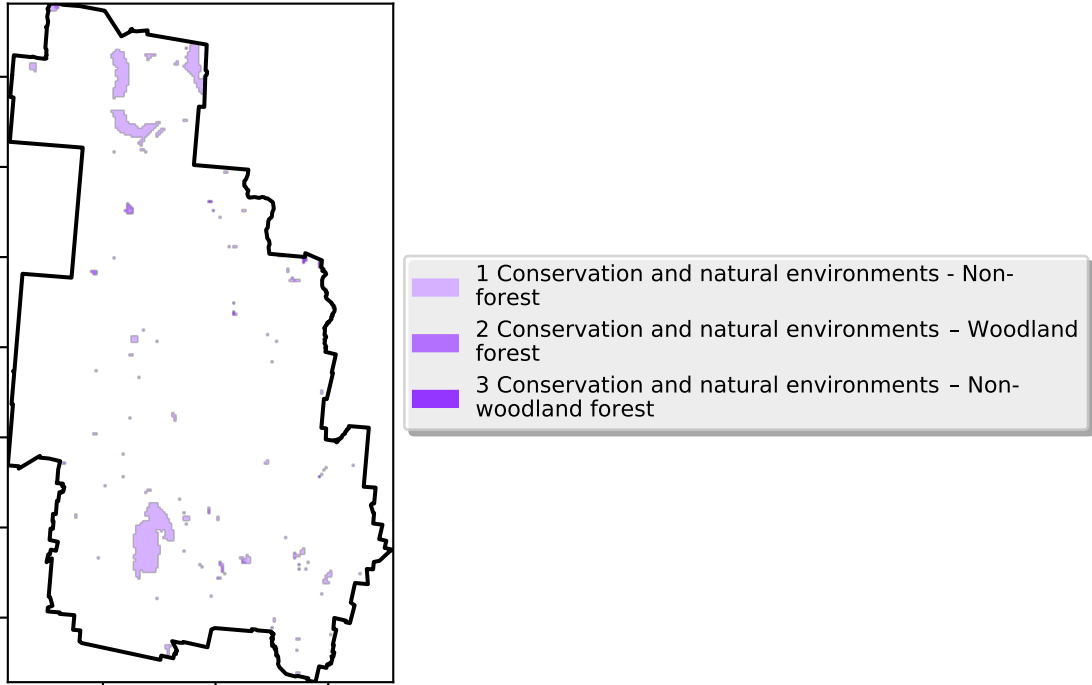 1 Conservation and natural environments - Non-
forest
2 Conservation and natural environments – Woodland
forest
3 Conservation and natural environments – Non-
woodland forest